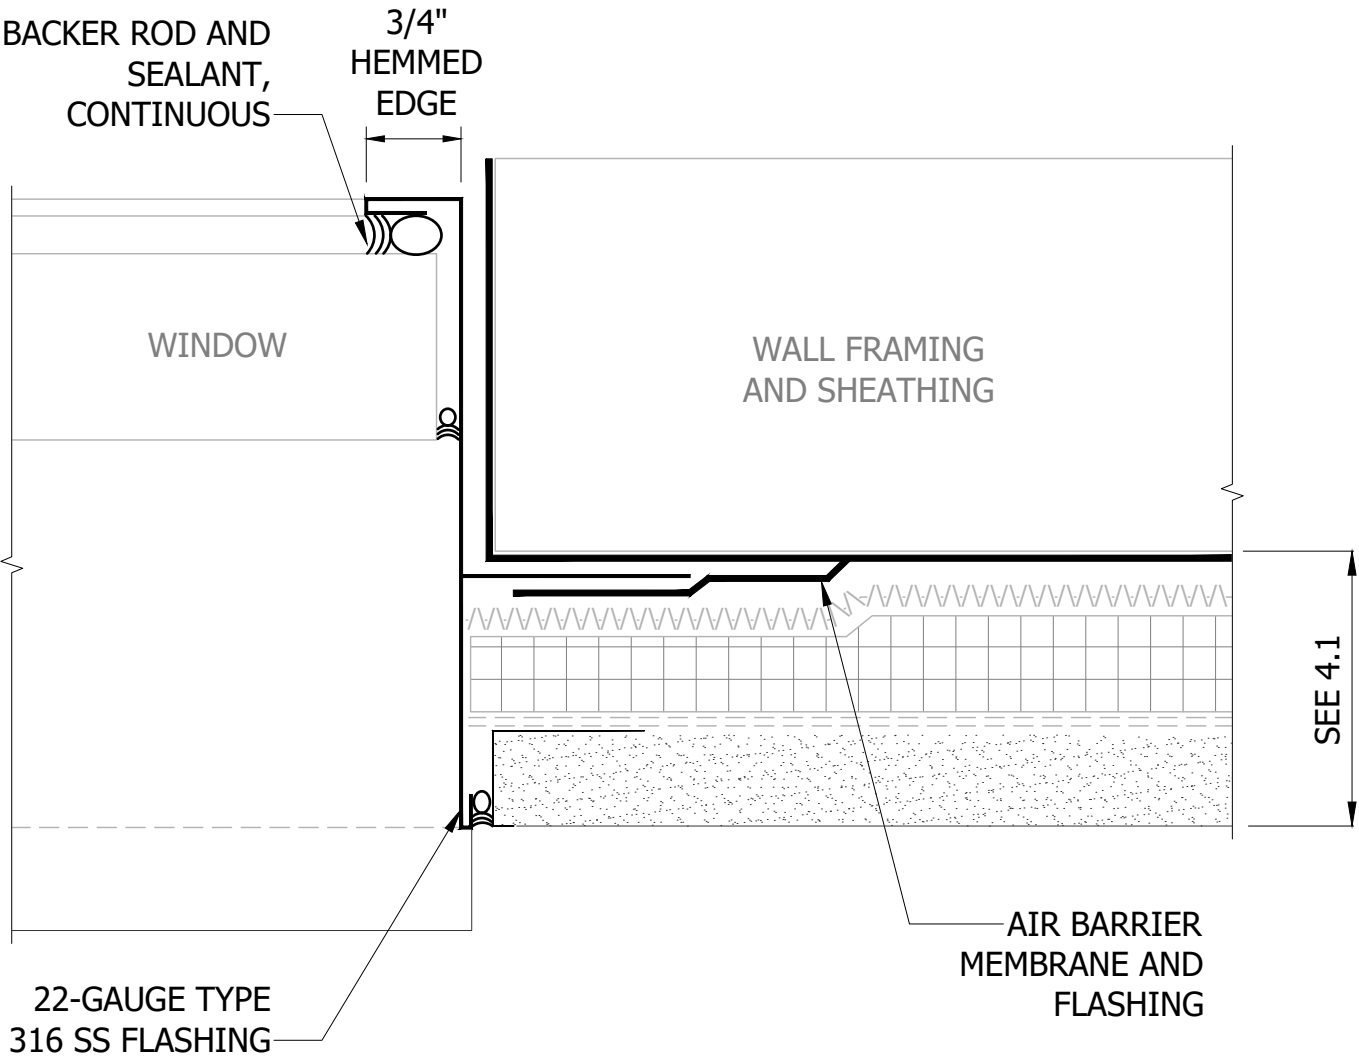 BACKER ROD AND
SEALANT,
CONTINUOUS
3/4"
HEMMED
EDGE
WINDOW
WALL FRAMING
AND SHEATHING
SEE 4.1
AIR BARRIER
MEMBRANE AND
FLASHING
22-GAUGE TYPE
316 SS FLASHING